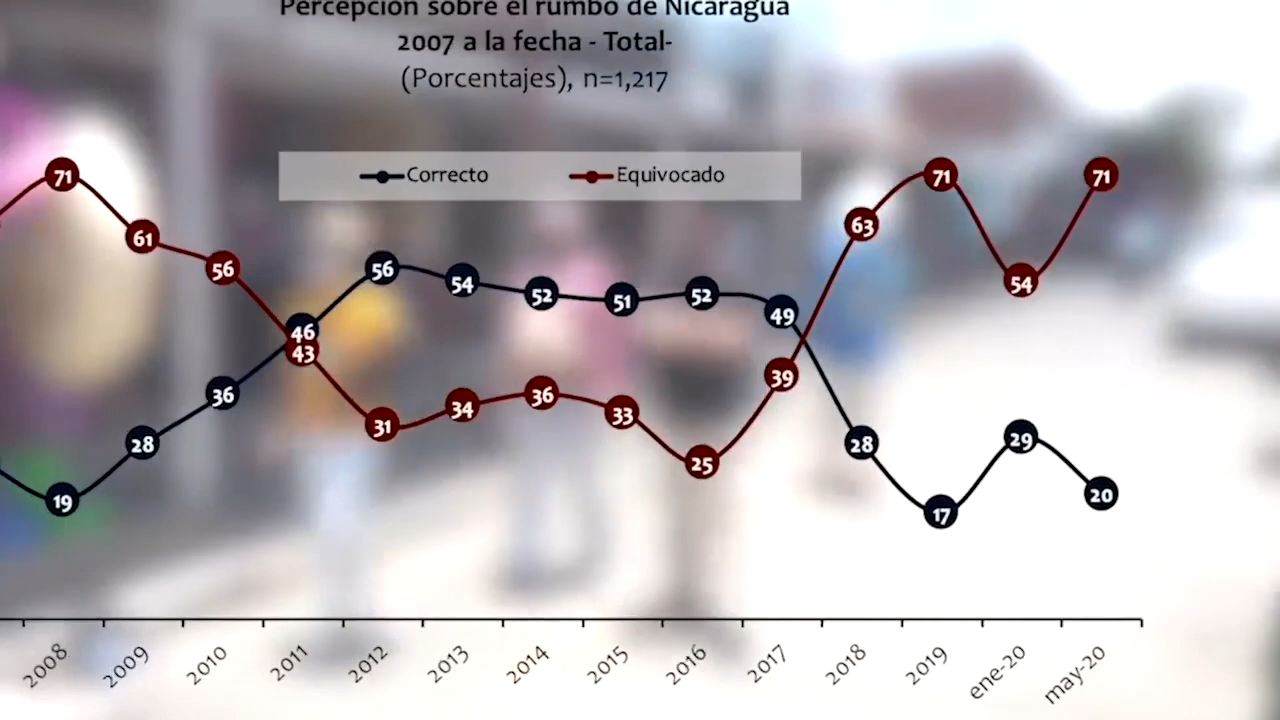 Percepción sobre el rumbo de Nicaragua
2007 a la fecha - Total-
(Porcentajes), n=1,217
Correcto Equivocado
71 61 56 43 31 34 36 33 25 39 63 71 54 71
19 28 36 46 56 54 52 51 52 49 28 17 29 20
2008 2009 2010 2011 2012 2013 2014 2015 2016 2017 2018 2019 ene-20 may-20